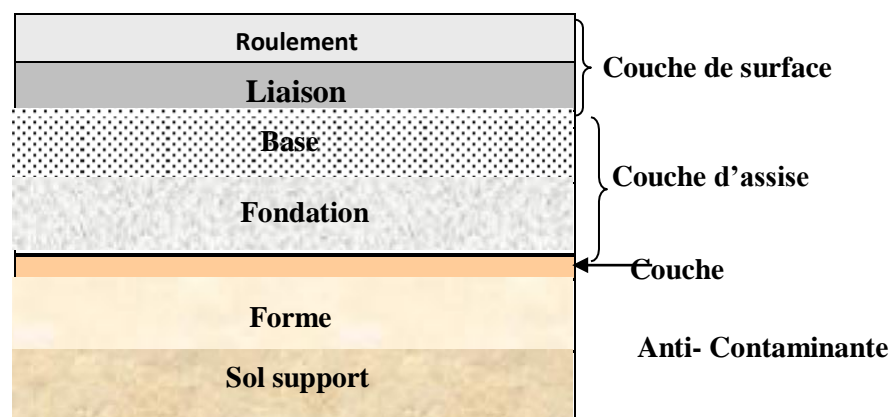 Roulement
Couche de surface
Liaison
Base
Couche d’assise
Fondation
Couche
Forme
Anti- Contaminante
Sol support